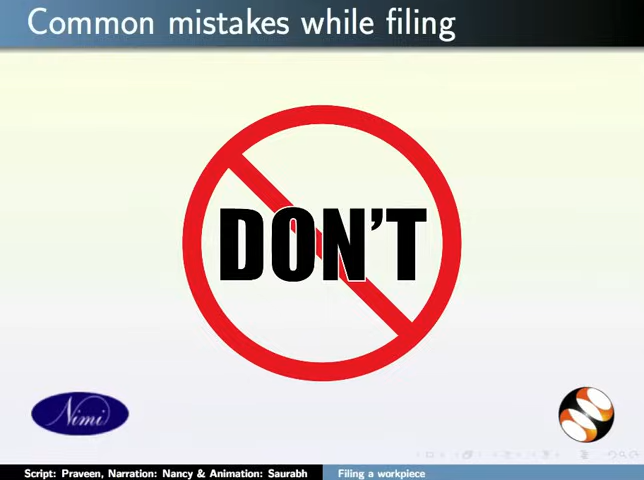 Common mistakes while filing
DON'T
Nimi
Script: Praveen, Narration: Nancy & Animation: Saurabh
Filing a workpiece